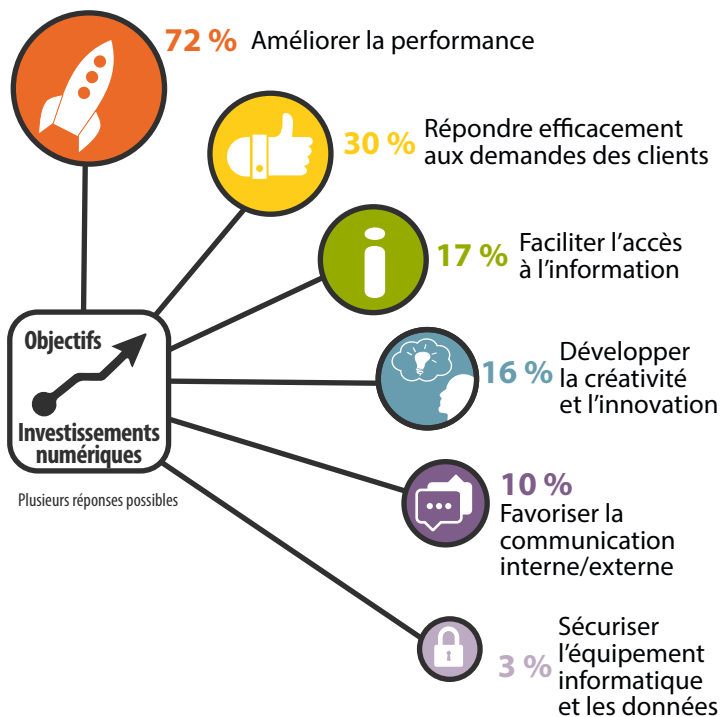 72 % Améliorer la performance
30 % Répondre efficacement
aux demandes des clients
17 % Faciliter l’accès
à l’information
Objectifs
Investissements
numériques
Plusieurs réponses possibles
16 % Développer
la créativité
et l’innovation
10 %
Favoriser la
communication
interne/externe
3 % Sécuriser
l’équipement
informatique
et les données